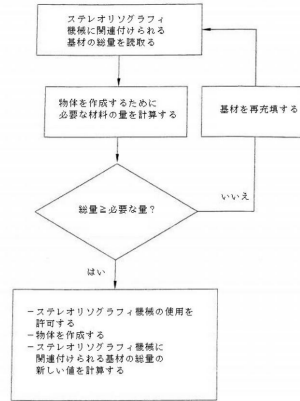 ステレオリソグラフィ
機械に関連付けられる
基材の総量を読取る
物体を作成するために
必要な材料の量を計算する
基材を再充填する
総量≧必要な量？
いいえ
はい
－ステレオリソグラフィ機械の使用を
許可する
－物体を作成する
－ステレオリソグラフィ機械に
関連付けられる基材の総量の
新しい値を計算する